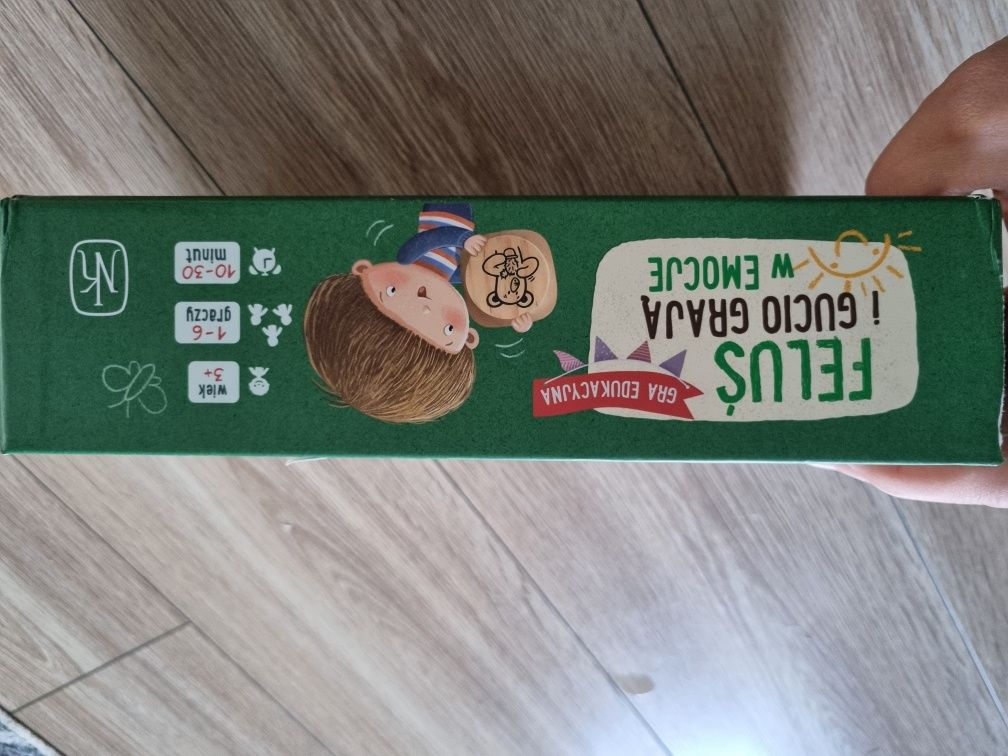 FELUŚ
i GUCIO GRAJĄ
W EMOCJE
GRA EDUKACYJNA
wiek
3+
1-6
graczy
10-30
minut
NK